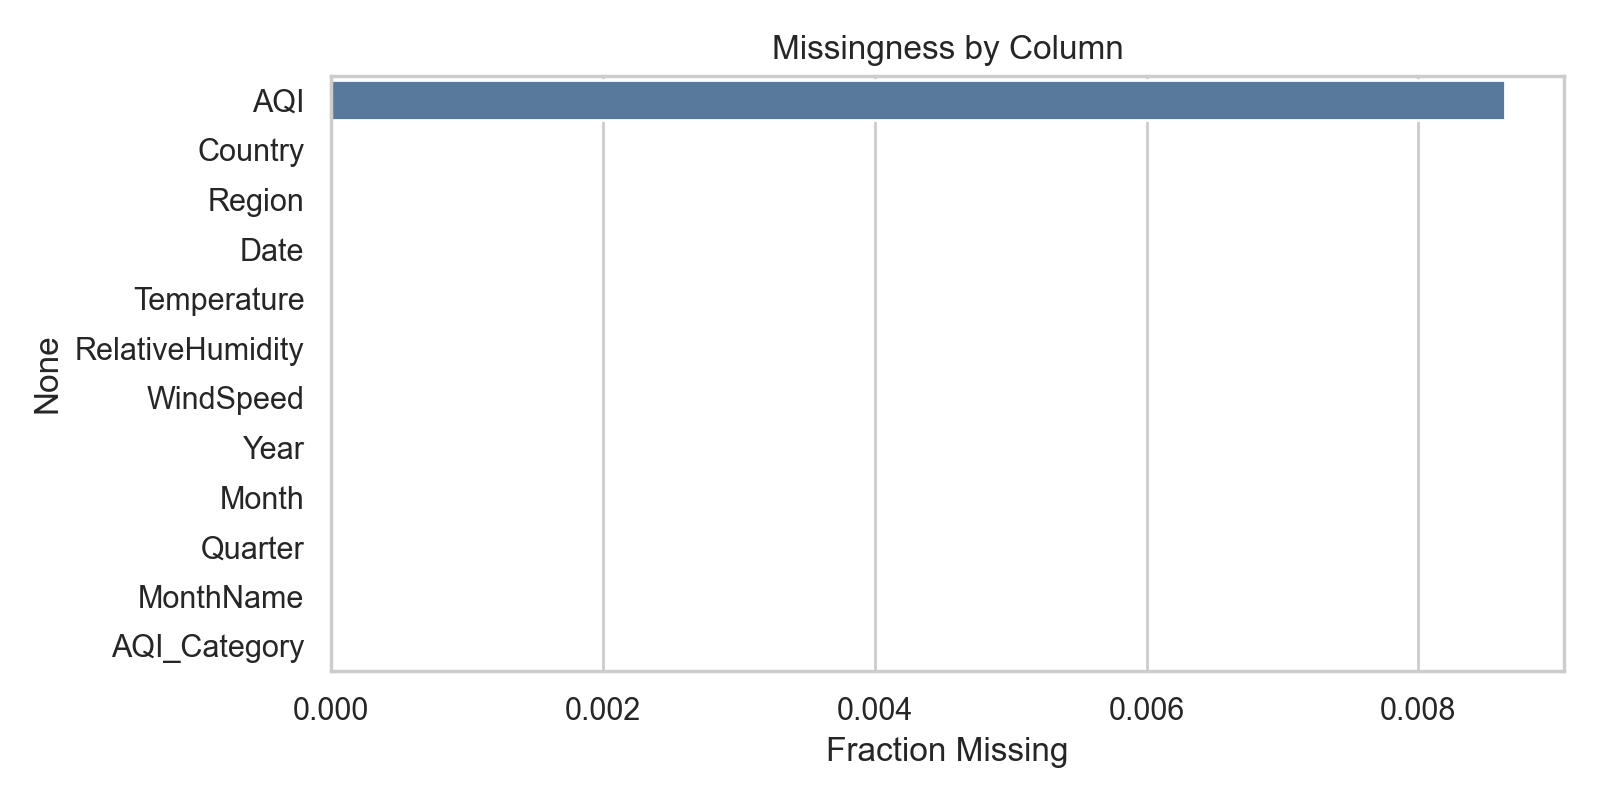 Missingness by Column
AQI
Country
Region
Date
Temperature
RelativeHumidity
WindSpeed
Year
Month
Quarter
MonthName
AQI_Category
None
0.000 0.002 0.004 0.006 0.008
Fraction Missing